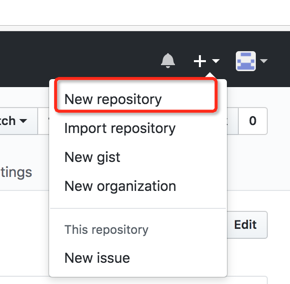 New repository
tch
0
Import repository
tings
New gist
New organization
This repository
Edit
New issue